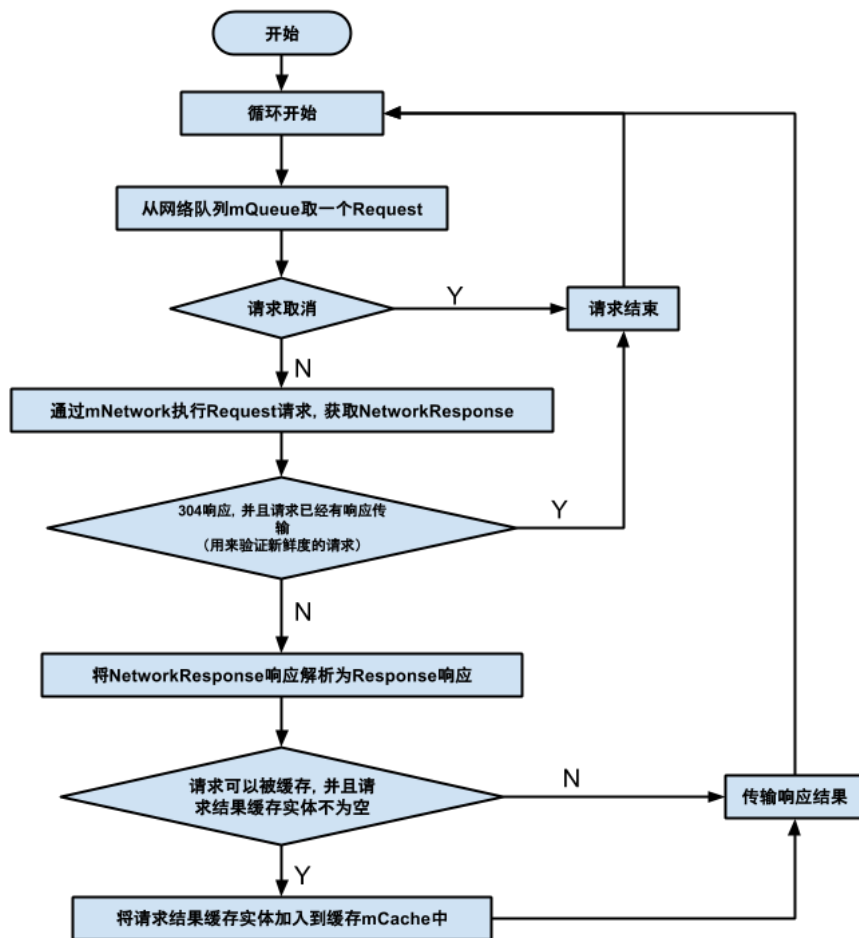 开始
循环开始
从网络队列mQueue取一个Request
请求取消
Y
请求结束
N
通过mNetwork执行Request请求, 获取NetworkResponse
304响应, 并且请求已经有响应传
输
（用来验证新鲜度的请求）
Y
N
将NetworkResponse响应解析为Response响应
请求可以被缓存, 并且请
求结果缓存实体不为空
N
传输响应结果
Y
将请求结果缓存实体加入到缓存mCache中